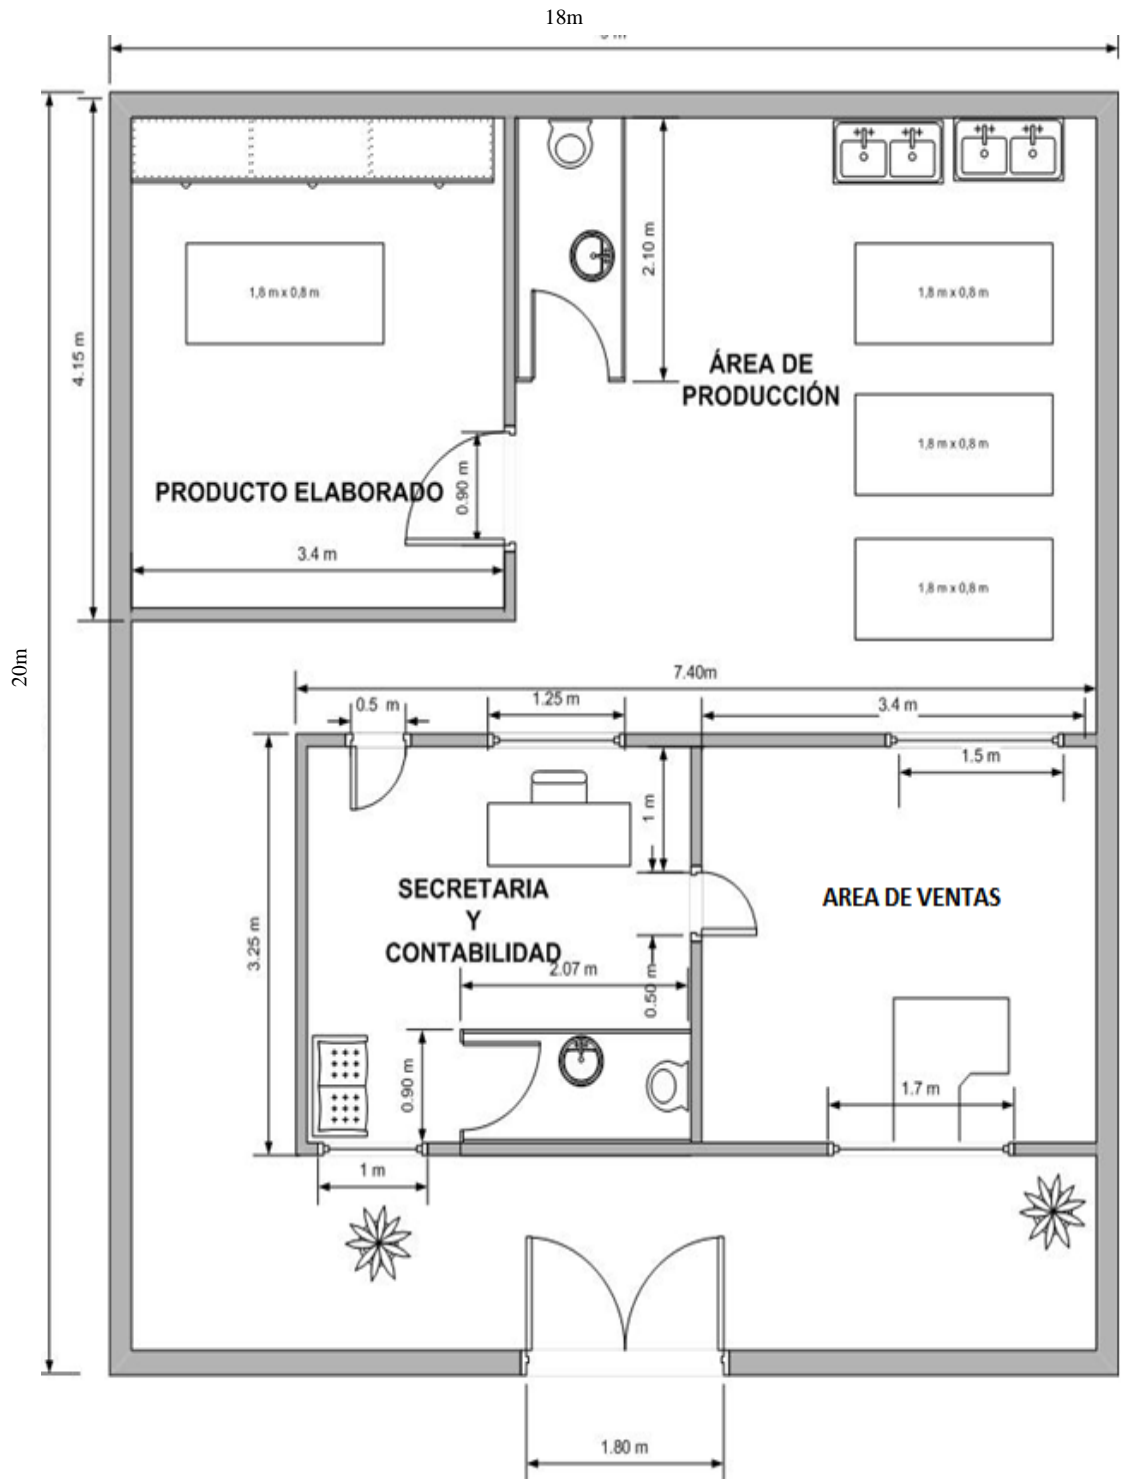 18m
2.10 m
1,8 m x 0,8 m
1,8 m x 0,8 m
4.15 m
ÁREA DE
PRODUCCIÓN
1,8 m x 0,8 m
PRODUCTO ELABORADO
0.90 m
3.4 m
1,8 m x 0,8 m
20m
7.40m
0.5 m
1.25 m
3.4 m
1.5 m
1 m
SECRETARIA
Y
CONTABILIDAD
AREA DE VENTAS
3.25 m
2.07 m
0.50 m
0.90 m
1.7 m
1 m
1.80 m